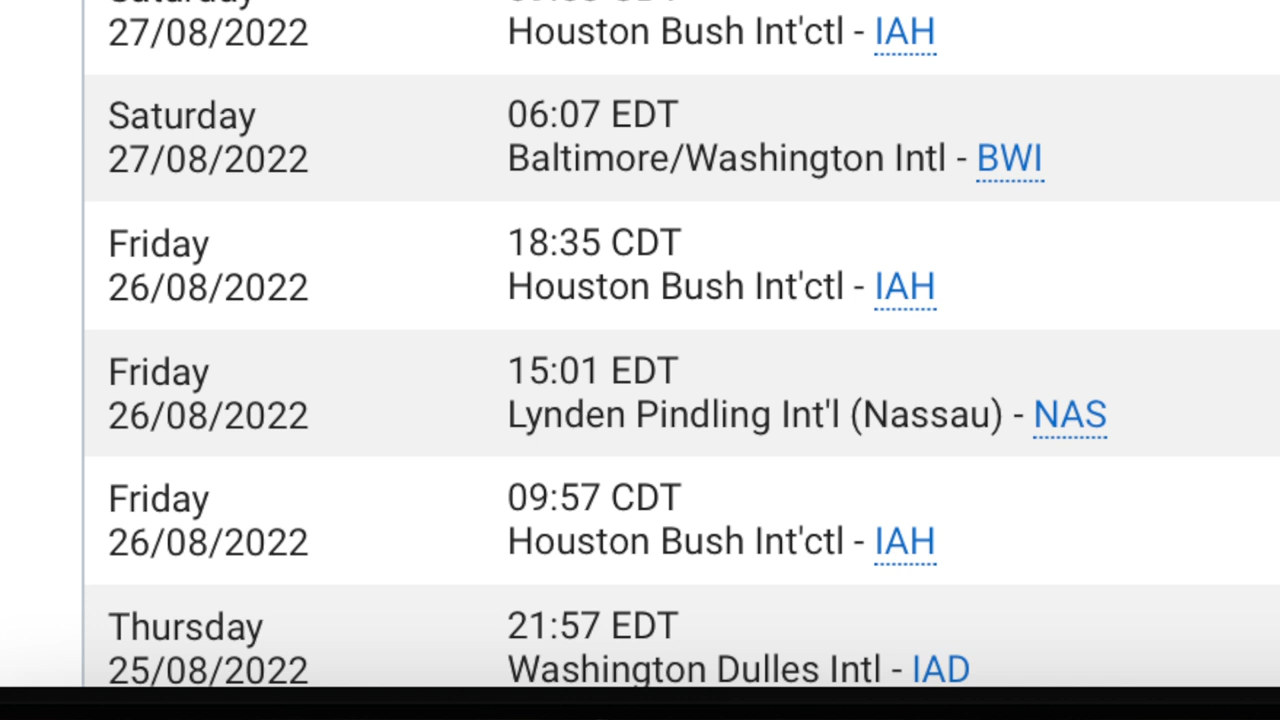 Saturday
27/08/2022
Houston Bush Int'ctl - IAH
Saturday
27/08/2022
06:07 EDT
Baltimore/Washington Intl - BWI
Friday
26/08/2022
18:35 CDT
Houston Bush Int'ctl - IAH
Friday
26/08/2022
15:01 EDT
Lynden Pindling Int'l (Nassau) - NAS
Friday
26/08/2022
09:57 CDT
Houston Bush Int'ctl - IAH
Thursday
25/08/2022
21:57 EDT
Washington Dulles Intl - IAD